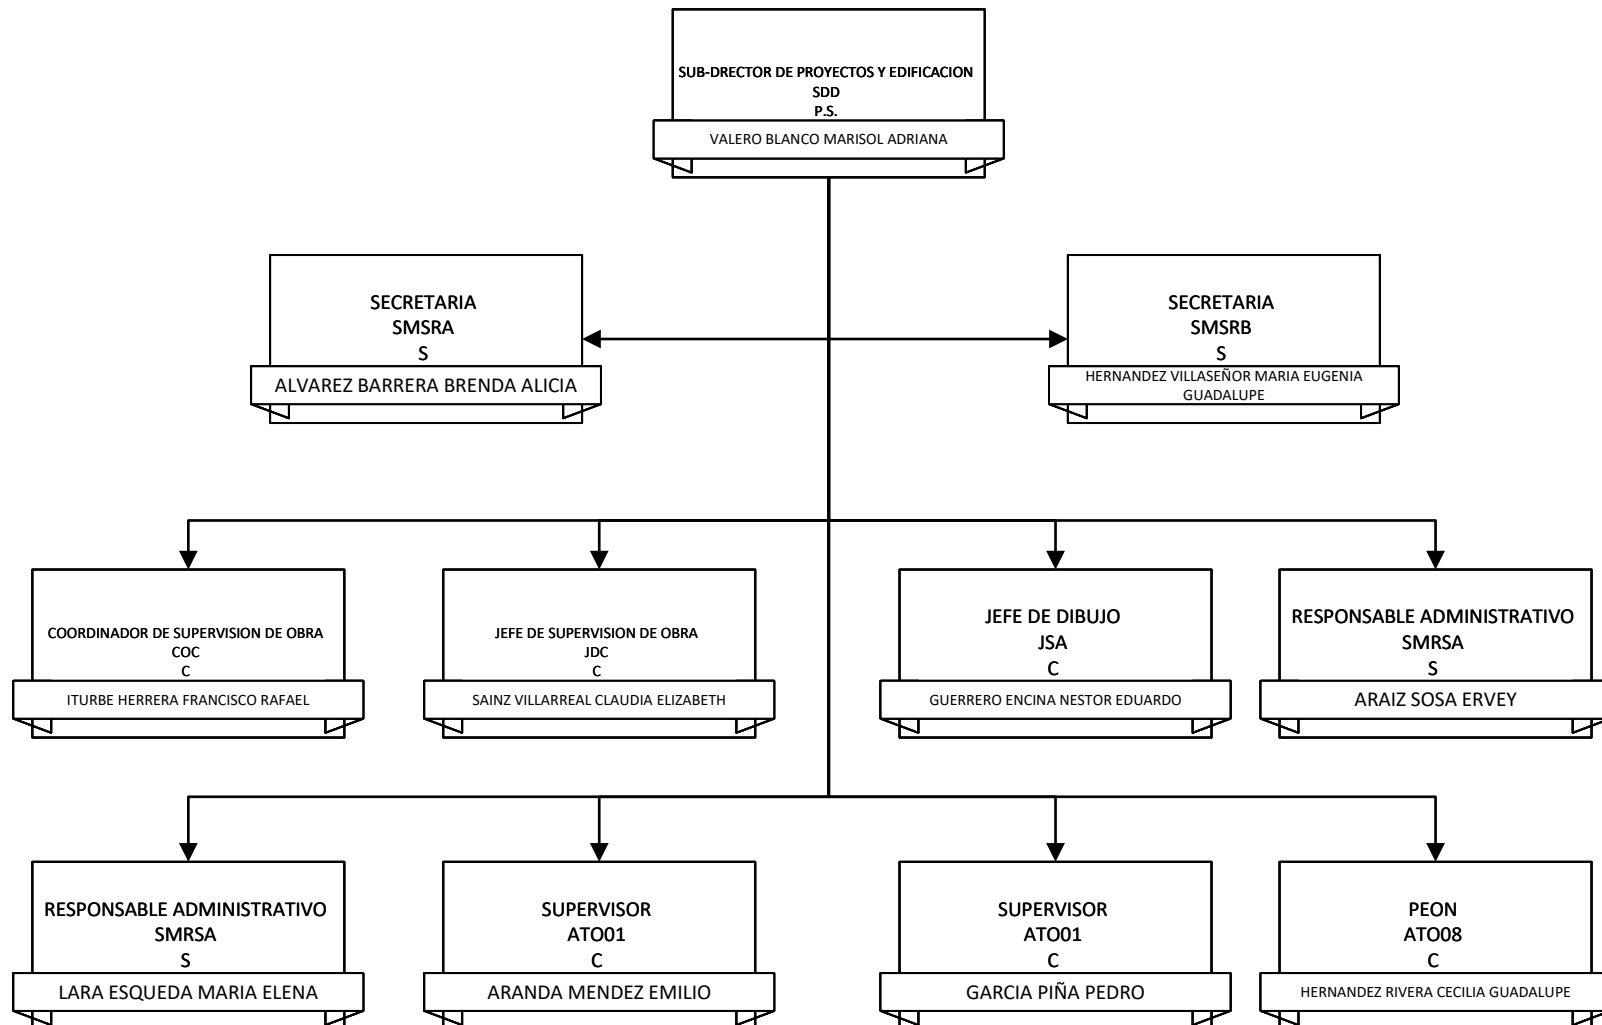 SUB-DRECTOR DE PROYECTOS Y EDIFICACION
SDD
P.S.
VALERO BLANCO MARISOL ADRIANA
SECRETARIA
SMSRA
S
ALVAREZ BARRERA BRENDA ALICIA
SECRETARIA
SMSRB
S
HERNANDEZ VILLASEÑOR MARIA EUGENIA
GUADALUPE
COORDINADOR DE SUPERVISION DE OBRA
COC
C
ITURBE HERRERA FRANCISCO RAFAEL
JEFE DE SUPERVISION DE OBRA
JDC
C
SAINZ VILLARREAL CLAUDIA ELIZABETH
JEFE DE DIBUJO
JSA
C
GUERRERO ENCINA NESTOR EDUARDO
RESPONSABLE ADMINISTRATIVO
SMRSA
S
ARAIZ SOSA ERVEY
RESPONSABLE ADMINISTRATIVO
SMRSA
S
LARA ESQUEDA MARIA ELENA
SUPERVISOR
ATO01
C
ARANDA MENDEZ EMILIO
SUPERVISOR
ATO01
C
GARCIA PIÑA PEDRO
PEON
ATO08
C
HERNANDEZ RIVERA CECILIA GUADALUPE